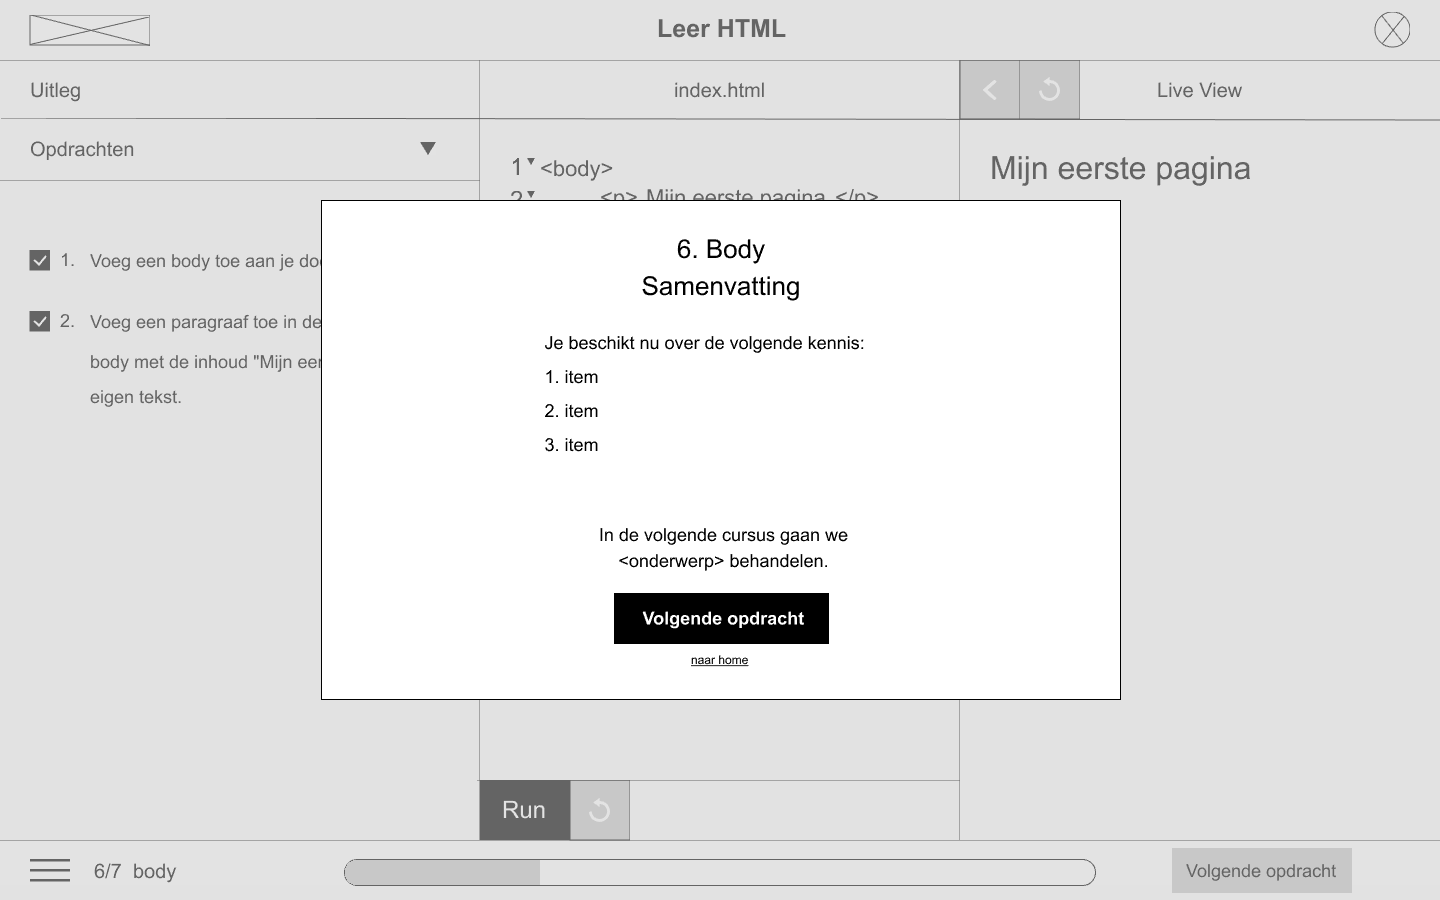 Leer HTML
Uitleg
index.html
Live View
Opdrachten
1 <body>
2 <p> Mijn eerste pagina </p>
Mijn eerste pagina
1. Voeg een body toe aan je
2. Voeg een paragraaf toe in de
body met de inhoud "Mijn
eigen tekst.
6. Body
Samenvatting
Je beschikt nu over de volgende kennis:
1. item
2. item
3. item
In de volgende cursus gaan we
<onderwerp> behandelen.
Volgende opdracht
naar home
Run
6/7 body
Volgende opdracht